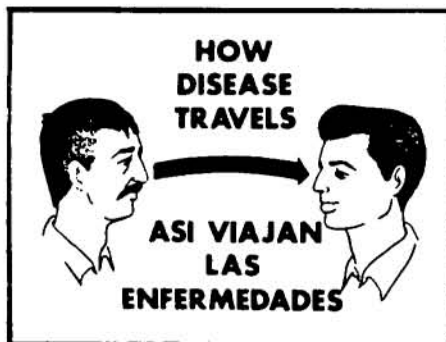 HOW
DISEASE
TRAVELS
ASI VIAJAN
LAS
ENFERMEDADES